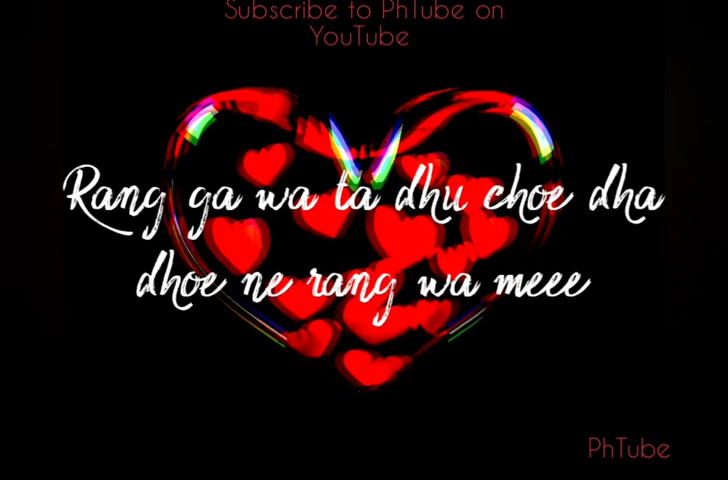 Subscribe to PhTube on
YouTube
Rang ga wa ta dhu choe dha
dhoe ne rang wa meee
PhTube